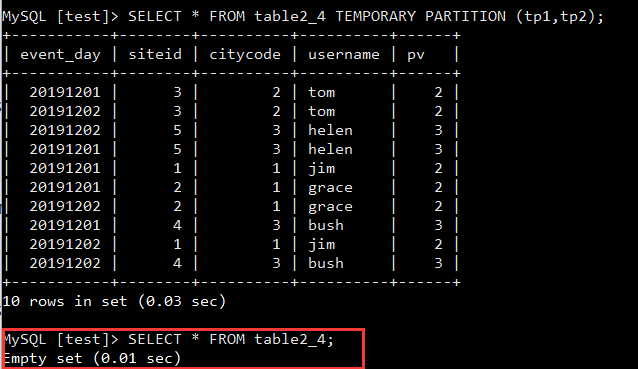 MySQL [test]> SELECT * FROM table2_4 TEMPORARY PARTITION (tp1,tp2);
+-----------+--------+----------+----------+------+
| event_day | siteid | citycode | username | pv   |
+-----------+--------+----------+----------+------+
|  20191201 |      3 |        2 | tom      |    2 |
|  20191202 |      3 |        2 | tom      |    2 |
|  20191202 |      5 |        3 | helen    |    3 |
|  20191201 |      5 |        3 | helen    |    3 |
|  20191201 |      1 |        1 | jim      |    2 |
|  20191201 |      2 |        1 | grace    |    2 |
|  20191202 |      2 |        1 | grace    |    2 |
|  20191201 |      4 |        3 | bush     |    3 |
|  20191202 |      1 |        1 | jim      |    2 |
|  20191202 |      4 |        3 | bush     |    3 |
+-----------+--------+----------+----------+------+
10 rows in set (0.03 sec)
MySQL [test]> SELECT * FROM table2_4;
Empty set (0.01 sec)